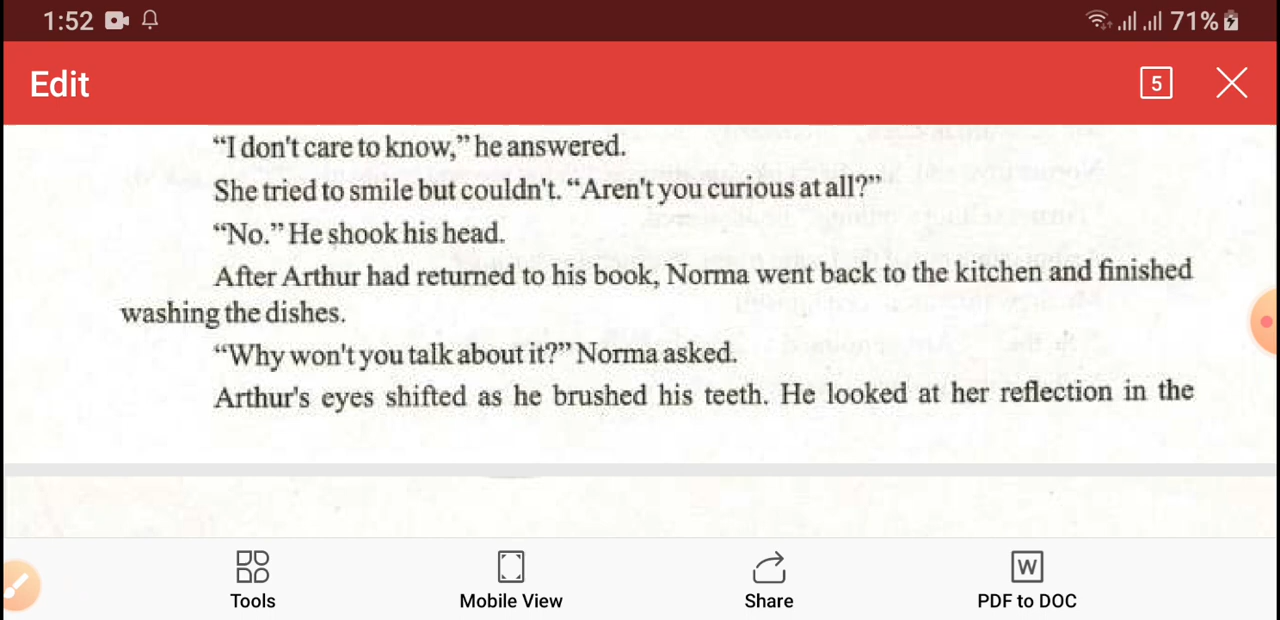 1:52 71%
Edit 5
“I don't care to know,” he answered.
She tried to smile but couldn't. “Aren't you curious at all?”
“No.” He shook his head.
After Arthur had returned to his book, Norma went back to the kitchen and finished
washing the dishes.
“Why won't you talk about it?” Norma asked.
Arthur's eyes shifted as he brushed his teeth. He looked at her reflection in the
W
Tools Mobile View Share PDF to DOC